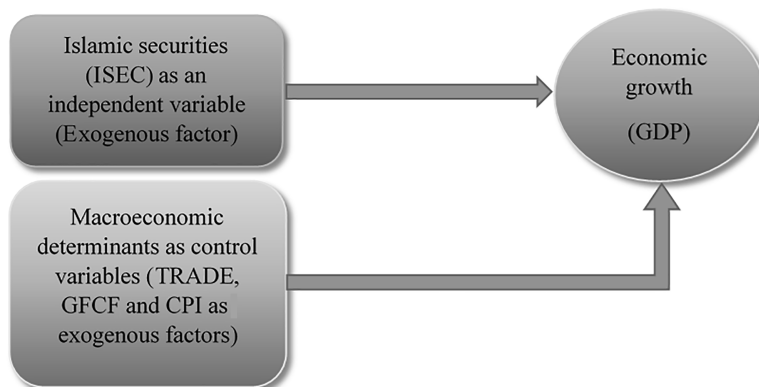 Islamic securities
(ISEC) as an
independent variable
(Exogenous factor)
Economic
growth
(GDP)
Macroeconomic
determinants as control
variables (TRADE,
GFCF and CPI as
exogenous factors)